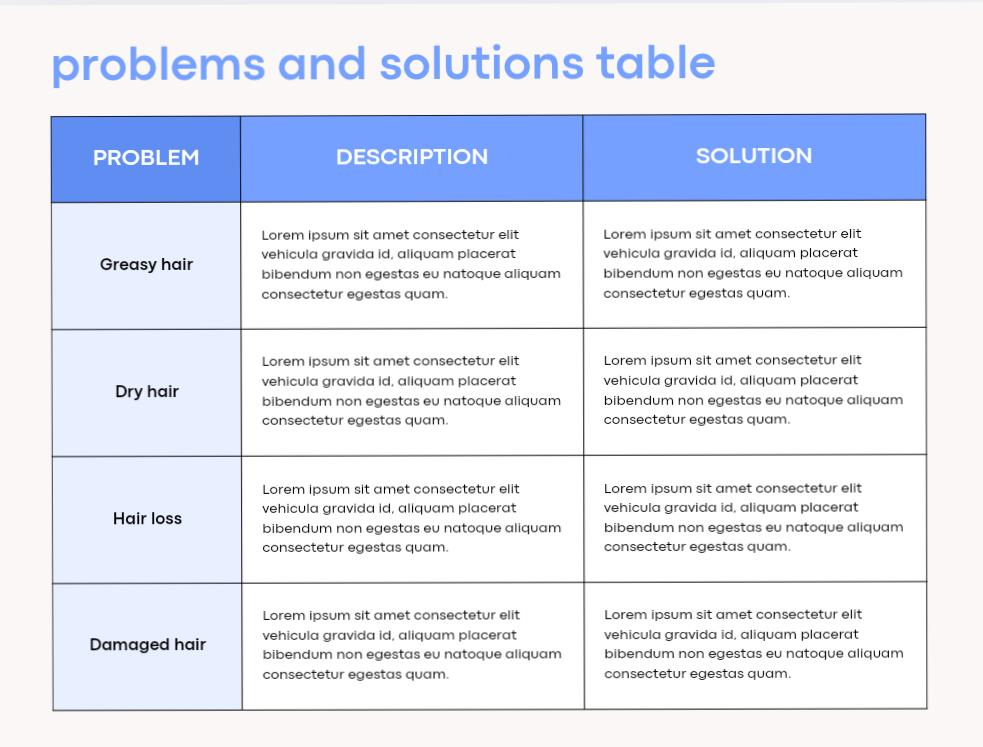 problems and solutions table
PROBLEM
DESCRIPTION
SOLUTION
Greasy hair
Lorem ipsum sit amet consectetur elit
vehicula gravida id, aliquam placerat
bibendum non egestas eu natoque aliquam
consectetur egestas quam.
Lorem ipsum sit amet consectetur elit
vehicula gravida id, aliquam placerat
bibendum non egestas eu natoque aliquam
consectetur egestas quam.
Dry hair
Lorem ipsum sit amet consectetur elit
vehicula gravida id, aliquam placerat
bibendum non egestas eu natoque aliquam
consectetur egestas quam.
Lorem ipsum sit amet consectetur elit
vehicula gravida id, aliquam placerat
bibendum non egestas eu natoque aliquam
consectetur egestas quam.
Hair loss
Lorem ipsum sit amet consectetur elit
vehicula gravida id, aliquam placerat
bibendum non egestas eu natoque aliquam
consectetur egestas quam.
Lorem ipsum sit amet consectetur elit
vehicula gravida id, aliquam placerat
bibendum non egestas eu natoque aliquam
consectetur egestas quam.
Damaged hair
Lorem ipsum sit amet consectetur elit
vehicula gravida id, aliquam placerat
bibendum non egestas eu natoque aliquam
consectetur egestas quam.
Lorem ipsum sit amet consectetur elit
vehicula gravida id, aliquam placerat
bibendum non egestas eu natoque aliquam
consectetur egestas quam.